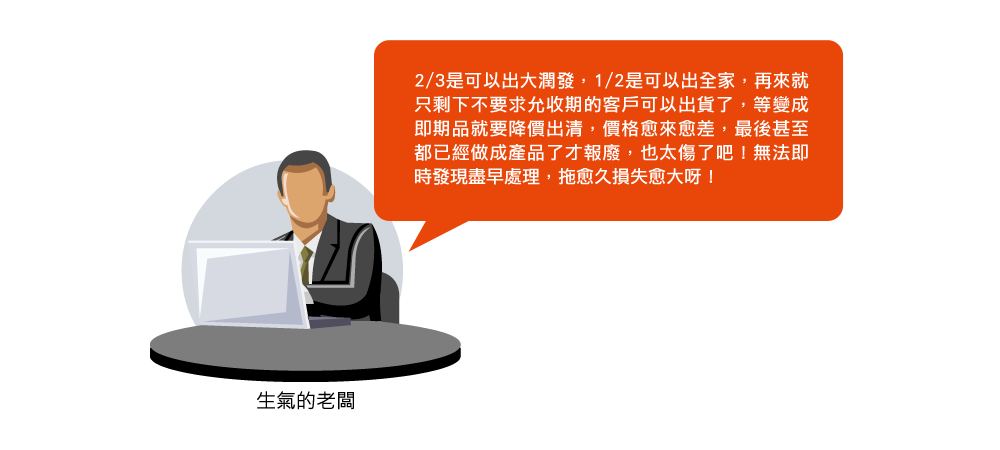 2/3是可以出大潤發，1/2是可以出全家，再來就
只剩下不要求允收期的客戶可以出貨了，等變成
即期品就要降價出清，價格愈來愈差，最後甚至
都已經做成產品了才報廢，也太傷了吧！無法即
時發現盡早處理，拖愈久損失愈大呀！
生氣的老闆